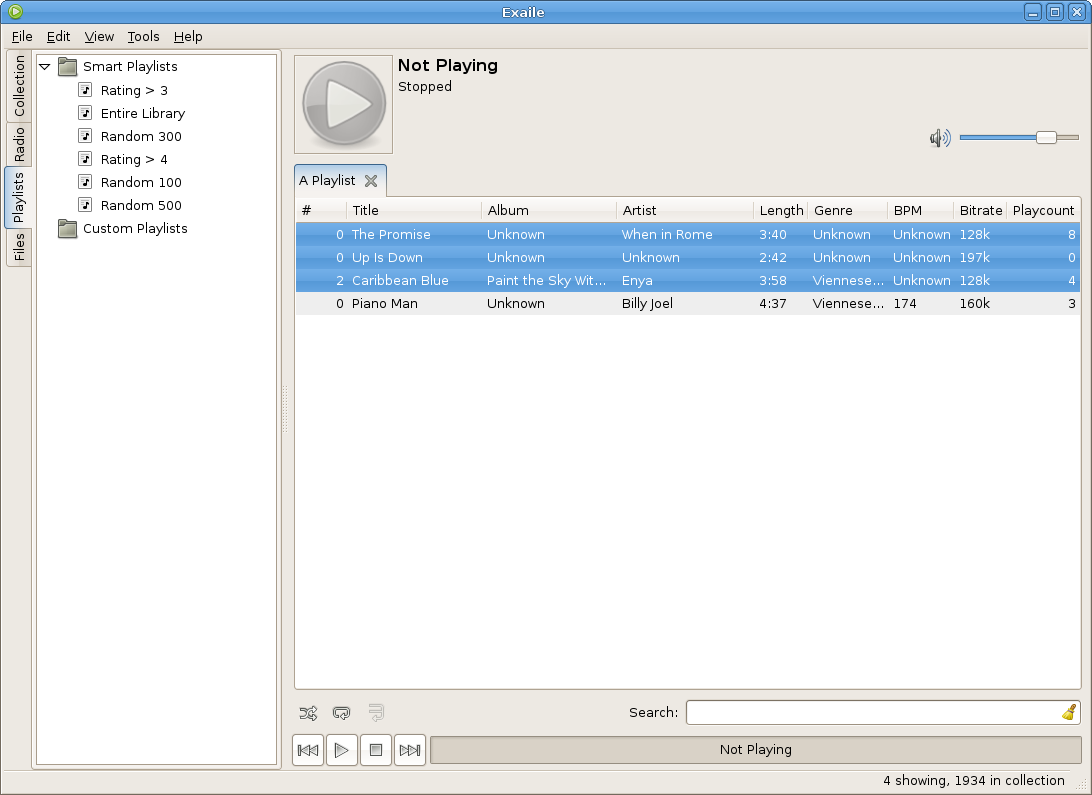 Exaile
File Edit View Tools Help
Collection
Radio
Playlists
Files
Smart Playlists
Rating > 3
Entire Library
Random 300
Rating > 4
Random 100
Random 500
Custom Playlists
Not Playing
Stopped
A Playlist
# Title Album Artist Length Genre BPM Bitrate Playcount
0 The Promise Unknown When in Rome 3:40 Unknown Unknown 128k 8
0 Up Is Down Unknown Unknown 2:42 Unknown Unknown 197k 0
2 Caribbean Blue Paint the Sky Wit... Enya 3:58 Viennese... Unknown 128k 4
0 Piano Man Unknown Billy Joel 4:37 Viennese... 174 160k 3
Search:
Not Playing
4 showing, 1934 in collection